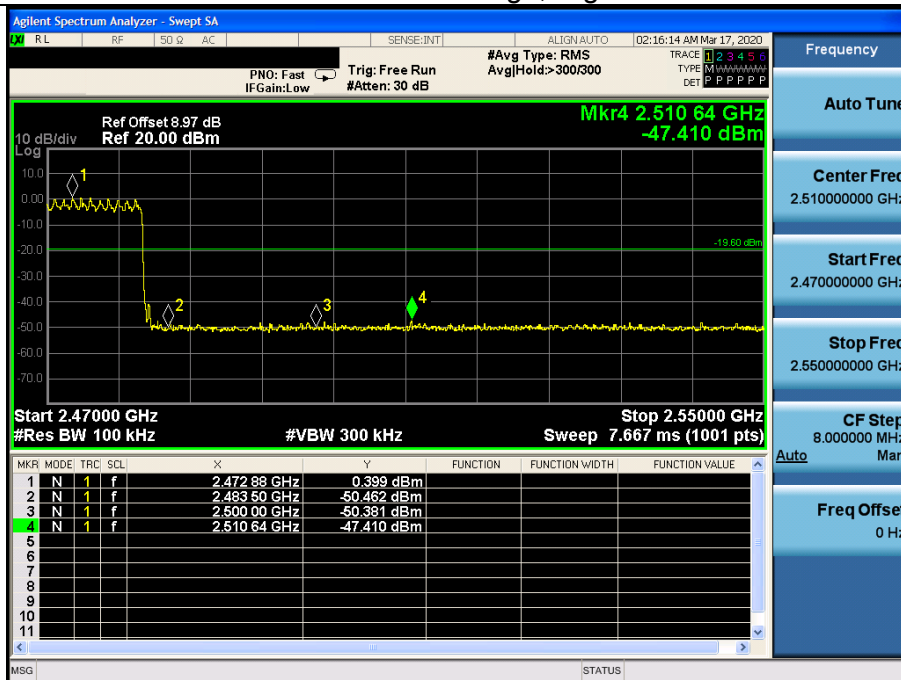 Agilent Spectrum Analyzer - Swept SA
LXI RL RF 50 Ω AC SENSE:INT ALIGN AUTO 02:16:14 AM Mar 17, 2020
Frequency
#Avg Type: RMS
TRACE 1 2 3 4 5 6
PNO: Fast Trig: Free Run Avg|Hold:>300/300
TYPE M WWWWW
IFGain:Low #Atten: 30 dB
DET P P P P P P
Auto Tune
Mkr4 2.510 64 GHz
-47.410 dBm
Ref Offset 8.97 dB
10 dB/div Ref 20.00 dBm
Log
10.0
0.00
-10.0
-20.0
-30.0
-40.0
-50.0
-60.0
-70.0
1
2
3
4
-19.60 dBm
Center Freq
2.510000000 GHz
Start Freq
2.470000000 GHz
Stop Freq
2.550000000 GHz
Start 2.47000 GHz Stop 2.55000 GHz
#Res BW 100 kHz #VBW 300 kHz Sweep 7.667 ms (1001 pts)
CF Step
8.000000 MHz
Auto Man
MKR MODE TRC SCL X Y FUNCTION FUNCTION WIDTH FUNCTION VALUE
1 N 1 f 2.472 88 GHz 0.399 dBm
2 N 1 f 2.483 50 GHz -50.462 dBm
3 N 1 f 2.500 00 GHz -50.381 dBm
4 N 1 f 2.510 64 GHz -47.410 dBm
5
6
7
8
9
10
11
Freq Offset
0 Hz
MSG STATUS